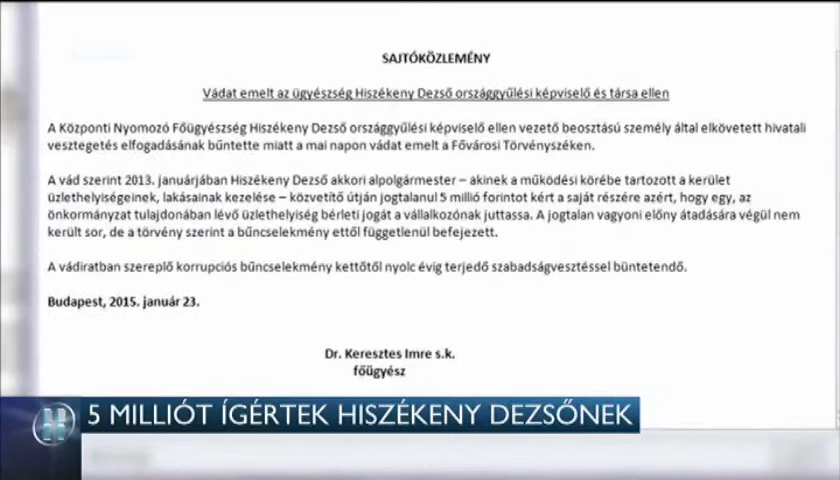 SAJTÓKÖZLEMÉNY
Vádat emelt az ügyészség Hiszékeny Dezső országgyűlési képviselő és társa ellen
A Központi Nyomozó Főügyészség Hiszékeny Dezső országgyűlési képviselő ellen vezető beosztású személy által elkövetett hivatali
vesztegetés elfogadásának bűntette miatt a mai napon vádat emelt a Fővárosi Törvényszéken.
A vád szerint 2013. januárjában Hiszékeny Dezső akkori alpolgármester – akinek a működési körébe tartozott a kerület
üzlethelyiségeinek, lakásainak kezelése – közvetítő útján jogtalanul 5 millió forintot kért a saját részére azért, hogy egy, az
önkormányzat tulajdonában lévő üzlethelyiség bérleti jogát a vállalkozónak juttassa. A jogtalan vagyoni előny átadására végül nem
került sor, de a törvény szerint a bűncselekmény ettől függetlenül befejezett.
A vádiratban szereplő korrupciós bűncselekmény kettőtől nyolc évig terjedő szabadságvesztéssel büntetendő.
Budapest, 2015. január 23.
Dr. Keresztes Imre s.k.
főügyész
5 MILLIÓT ÍGÉRTEK HISZÉKENY DEZSŐNEK